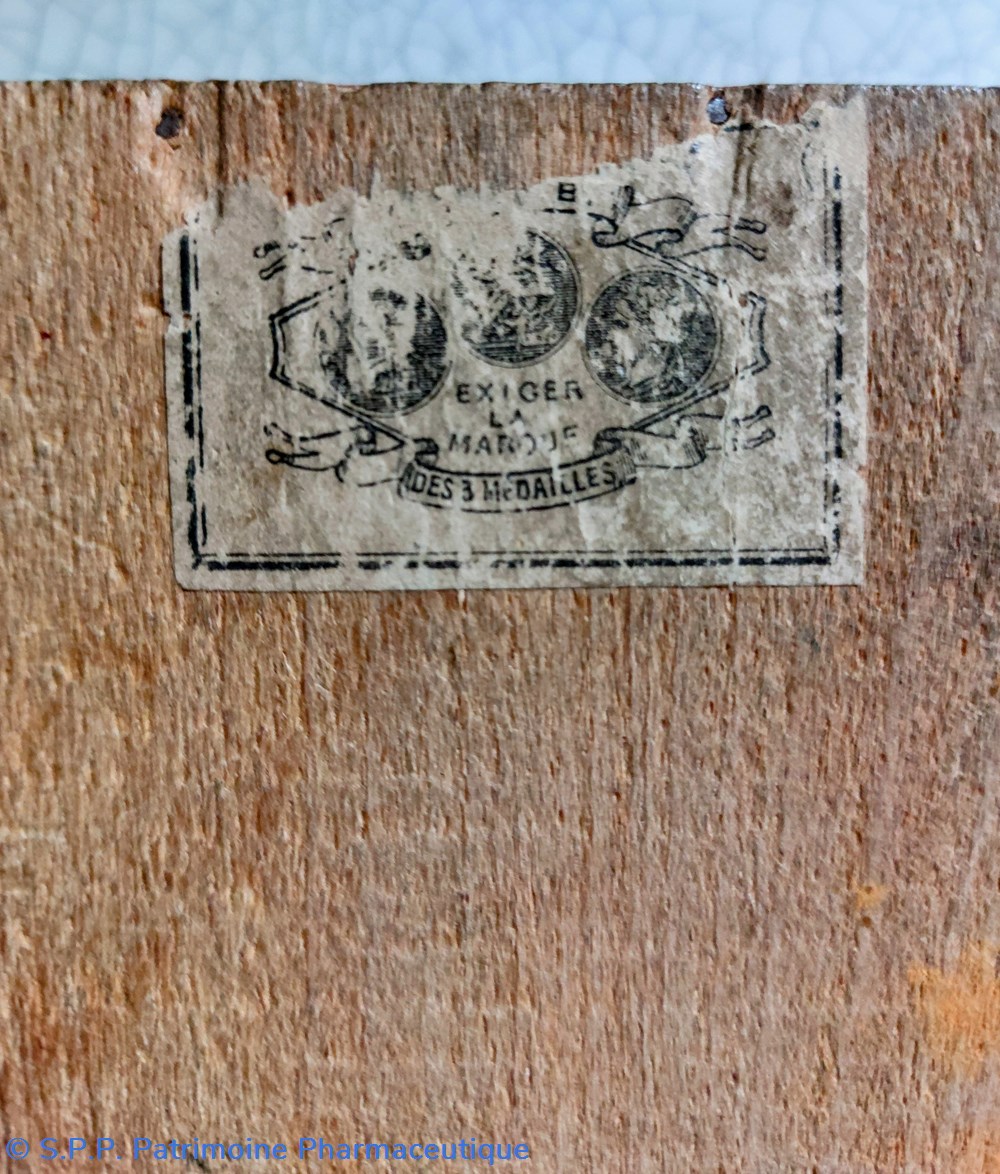 B.
EXIGER
LA
MARQUE
DES 3 MÉDAILLES
© S.P.P. Patrimoine Pharmaceutique